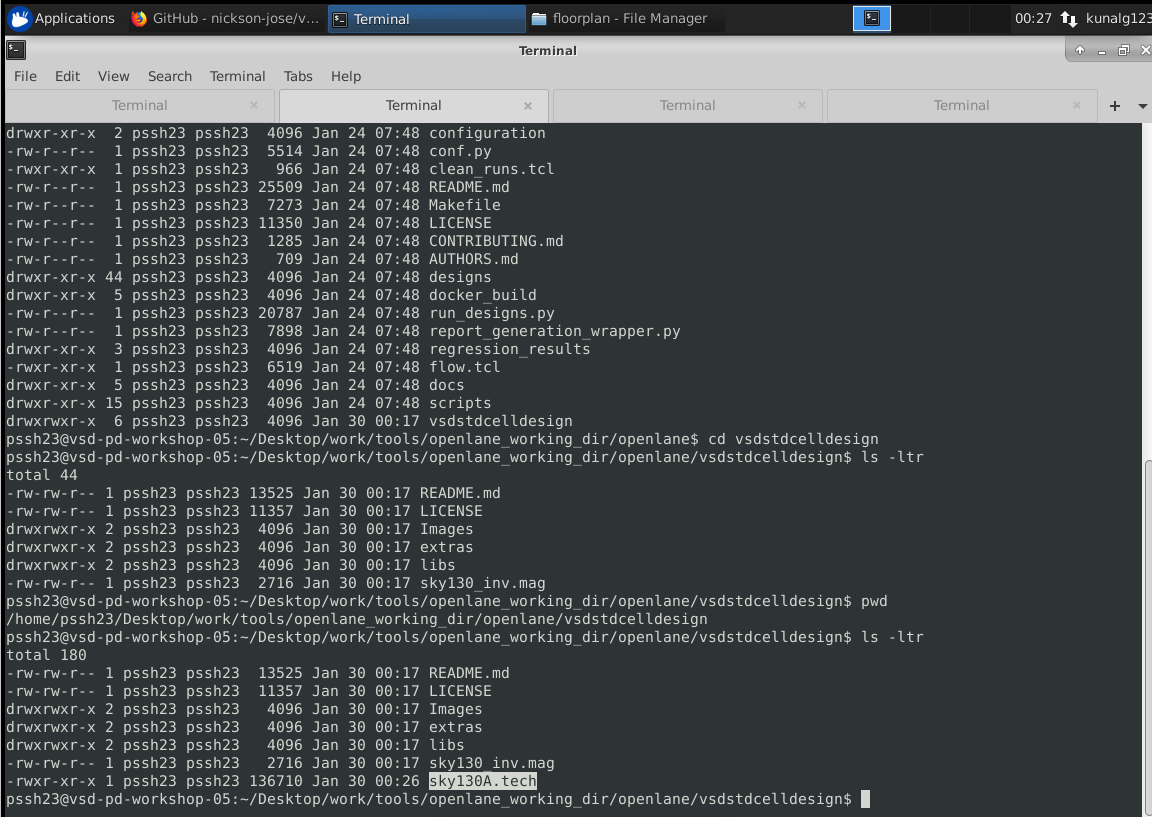 Applications GitHub - nickson-jose/v... Terminal floorplan - File Manager 00:27 kunalg123
Terminal
File Edit View Search Terminal Tabs Help
Terminal Terminal Terminal Terminal
drwxr-xr-x  2 pssh23 pssh23  4096 Jan 24 07:48 configuration
-rw-r--r--  1 pssh23 pssh23  5514 Jan 24 07:48 conf.py
-rwxr-xr-x  1 pssh23 pssh23   966 Jan 24 07:48 clean_runs.tcl
-rw-r--r--  1 pssh23 pssh23 25509 Jan 24 07:48 README.md
-rw-r--r--  1 pssh23 pssh23  7273 Jan 24 07:48 Makefile
-rw-r--r--  1 pssh23 pssh23 11350 Jan 24 07:48 LICENSE
-rw-r--r--  1 pssh23 pssh23  1285 Jan 24 07:48 CONTRIBUTING.md
-rw-r--r--  1 pssh23 pssh23   709 Jan 24 07:48 AUTHORS.md
drwxr-xr-x 44 pssh23 pssh23  4096 Jan 24 07:48 designs
drwxr-xr-x  5 pssh23 pssh23  4096 Jan 24 07:48 docker_build
-rw-r--r--  1 pssh23 pssh23 20787 Jan 24 07:48 run_designs.py
-rw-r--r--  1 pssh23 pssh23  7898 Jan 24 07:48 report_generation_wrapper.py
drwxr-xr-x  3 pssh23 pssh23  4096 Jan 24 07:48 regression_results
-rwxr-xr-x  1 pssh23 pssh23  6519 Jan 24 07:48 flow.tcl
drwxr-xr-x  5 pssh23 pssh23  4096 Jan 24 07:48 docs
drwxr-xr-x 15 pssh23 pssh23  4096 Jan 24 07:48 scripts
drwxrwxr-x  6 pssh23 pssh23  4096 Jan 30 00:17 vsdstdcelldesign
pssh23@vsd-pd-workshop-05:~/Desktop/work/tools/openlane_working_dir/openlane$ cd vsdstdcelldesign
pssh23@vsd-pd-workshop-05:~/Desktop/work/tools/openlane_working_dir/openlane/vsdstdcelldesign$ ls -ltr
total 44
-rw-rw-r-- 1 pssh23 pssh23 13525 Jan 30 00:17 README.md
-rw-rw-r-- 1 pssh23 pssh23 11357 Jan 30 00:17 LICENSE
drwxrwxr-x 2 pssh23 pssh23  4096 Jan 30 00:17 Images
drwxrwxr-x 2 pssh23 pssh23  4096 Jan 30 00:17 extras
drwxrwxr-x 2 pssh23 pssh23  4096 Jan 30 00:17 libs
-rw-rw-r-- 1 pssh23 pssh23  2716 Jan 30 00:17 sky130_inv.mag
pssh23@vsd-pd-workshop-05:~/Desktop/work/tools/openlane_working_dir/openlane/vsdstdcelldesign$ pwd
/home/pssh23/Desktop/work/tools/openlane_working_dir/openlane/vsdstdcelldesign
pssh23@vsd-pd-workshop-05:~/Desktop/work/tools/openlane_working_dir/openlane/vsdstdcelldesign$ ls -ltr
total 180
-rw-rw-r-- 1 pssh23 pssh23  13525 Jan 30 00:17 README.md
-rw-rw-r-- 1 pssh23 pssh23  11357 Jan 30 00:17 LICENSE
drwxrwxr-x 2 pssh23 pssh23   4096 Jan 30 00:17 Images
drwxrwxr-x 2 pssh23 pssh23   4096 Jan 30 00:17 extras
drwxrwxr-x 2 pssh23 pssh23   4096 Jan 30 00:17 libs
-rw-rw-r-- 1 pssh23 pssh23   2716 Jan 30 00:17 sky130_inv.mag
-rwxr-xr-x 1 pssh23 pssh23 136710 Jan 30 00:26 sky130A.tech
pssh23@vsd-pd-workshop-05:~/Desktop/work/tools/openlane_working_dir/openlane/vsdstdcelldesign$